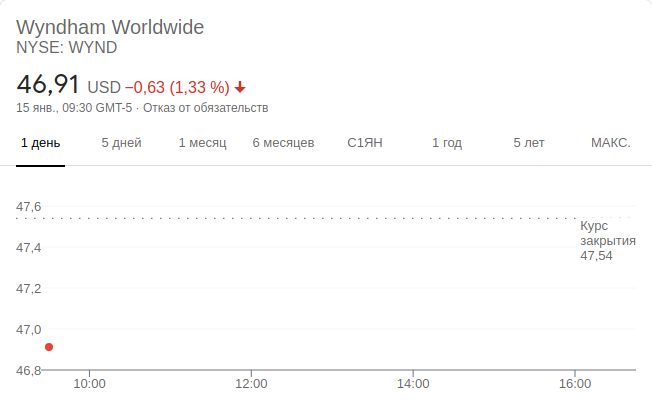 Wyndham Worldwide
NYSE: WYND
46,91 USD −0,63 (1,33 %)
15 янв., 09:30 GMT-5 · Отказ от обязательств
1 день 5 дней 1 месяц 6 месяцев С1ЯН 1 год 5 лет МАКС.
47,6
Курс
закрытия
47,54
47,4
47,2
47,0
46,8
10:00 12:00 14:00 16:00